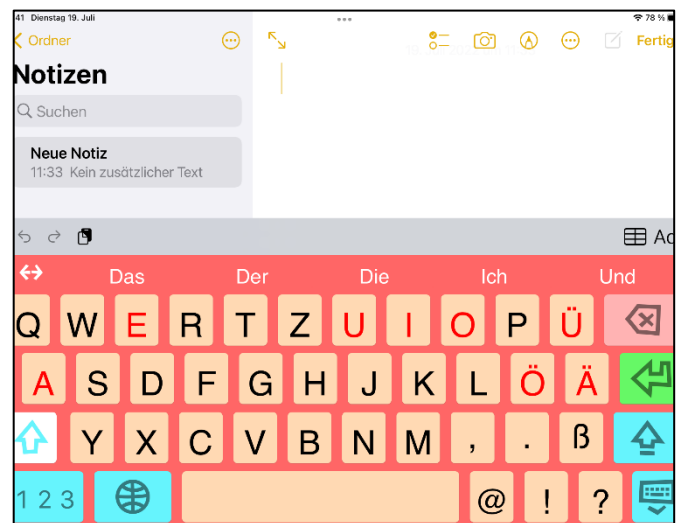 41 Dienstag 19. Juli 78 %
Ordner
Fertig
Notizen
Suchen
Neue Notiz
11:33 Kein zusätzlicher Text
Das Der Die Ich Und
Q W E R T Z U I O P Ü
A S D F G H J K L Ö Ä
Y X C V B N M , . ß
1 2 3 @ ! ?